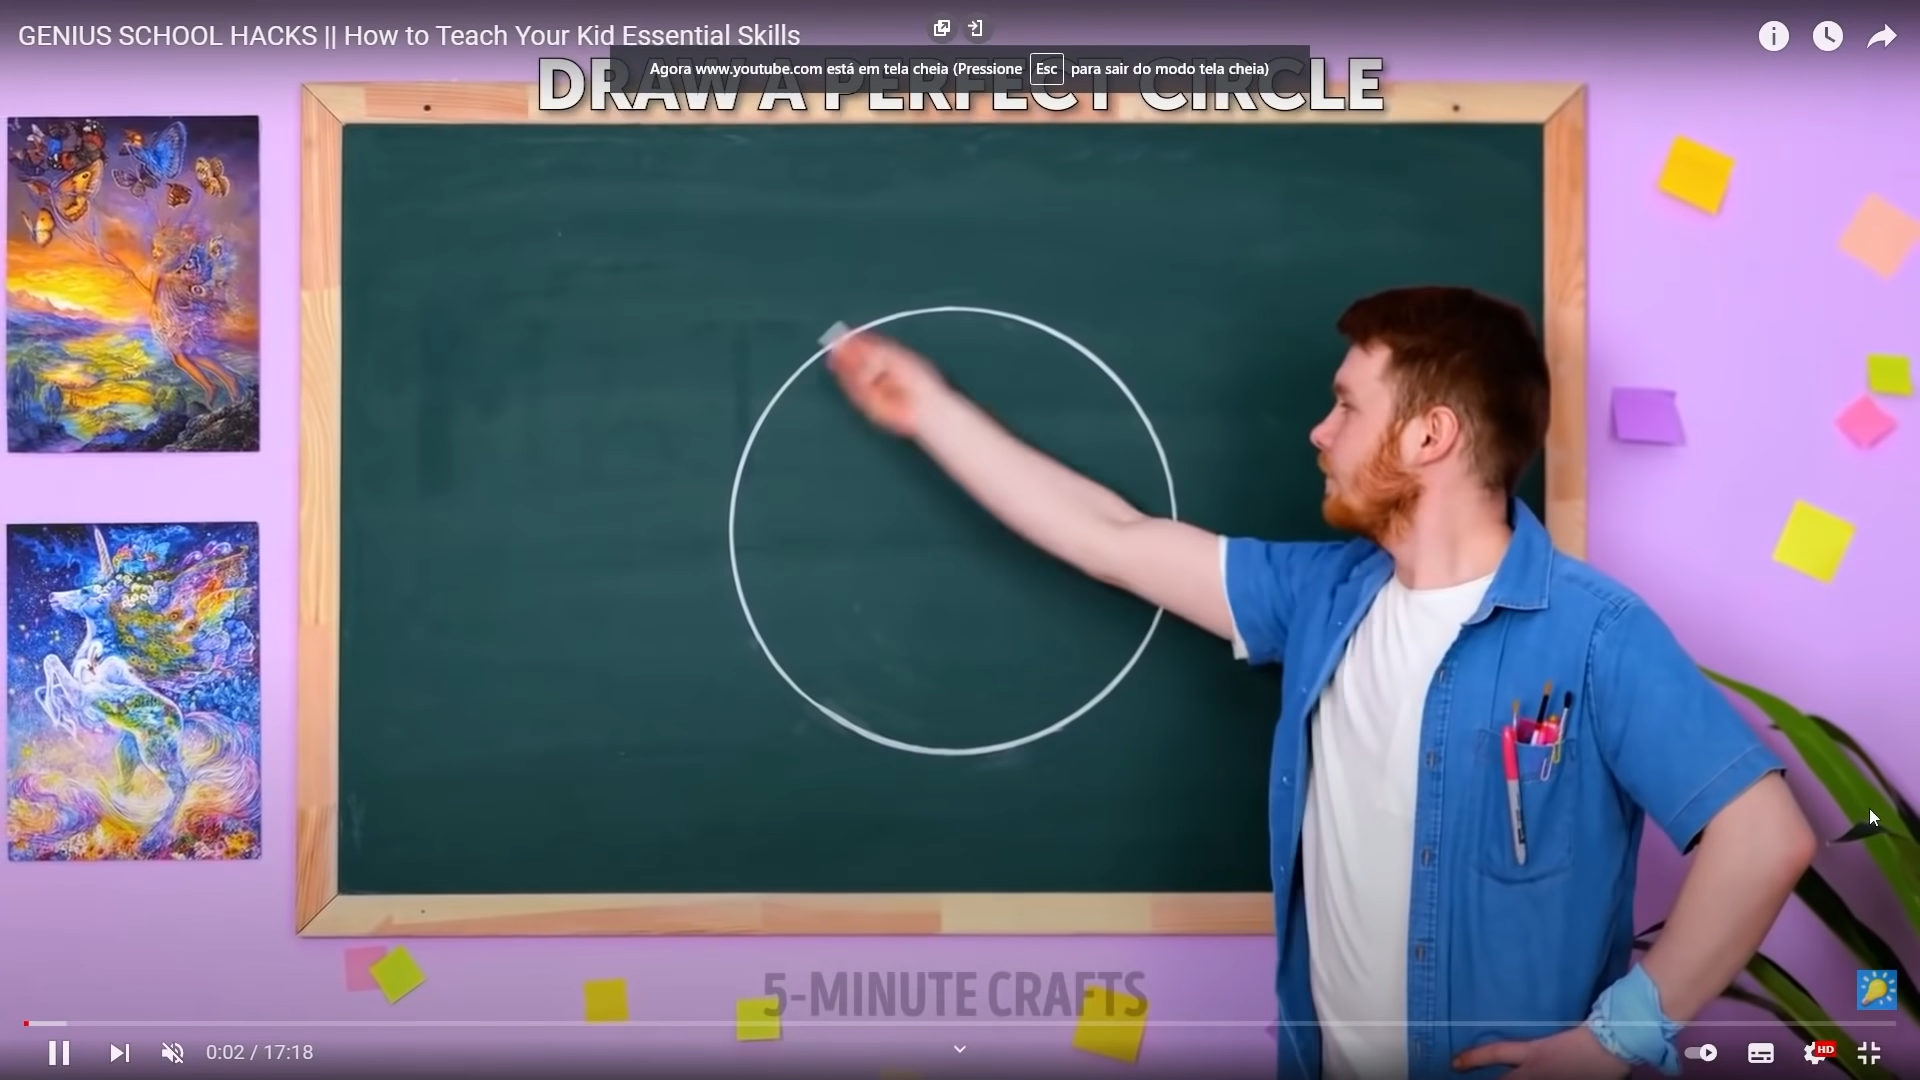 GENIUS SCHOOL HACKS || How to Teach Your Kid Essential Skills
Agora www.youtube.com está em tela cheia (Pressione Esc para sair do modo tela cheia)
DRAW A PERFECT CIRCLE
5-MINUTE CRAFTS
0:02 / 17:18
HD